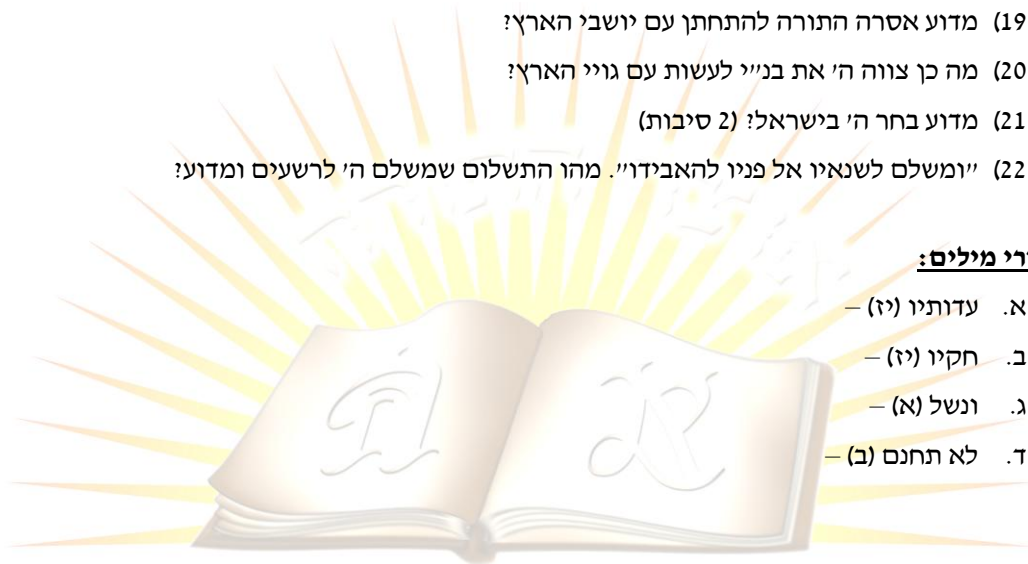 19) מדוע אסרה התורה להתחתן עם יושבי הארץ?
20) מה כן צווה ה' את בנ"י לעשות עם גויי הארץ?
21) מדוע בחר ה' בישראל? (2 סיבות)
22) "ומשלם לשנאיו אל פניו להאבידו". מהו התשלום שמשלם ה' לרשעים ומדוע?
רי מילים:
א. עדותיו (יז) –
ב. חקיו (יז) –
ג. ונשל (א) –
ד. לא תחנם (ב) –